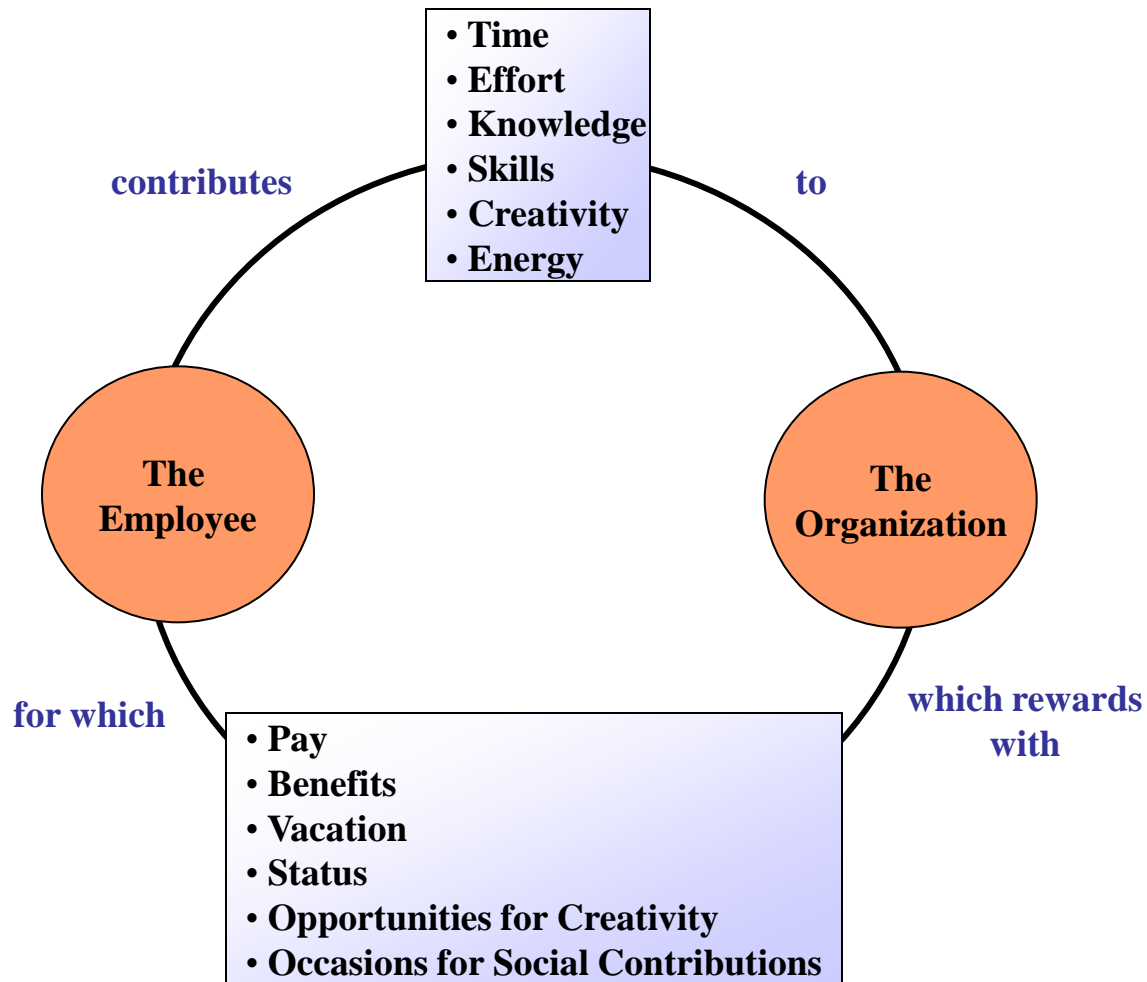 • Time
• Effort
• Knowledge
• Skills
• Creativity
• Energy
contributes
to
The
Employee
The
Organization
for which
which rewards
with
• Pay
• Benefits
• Vacation
• Status
• Opportunities for Creativity
• Occasions for Social Contributions